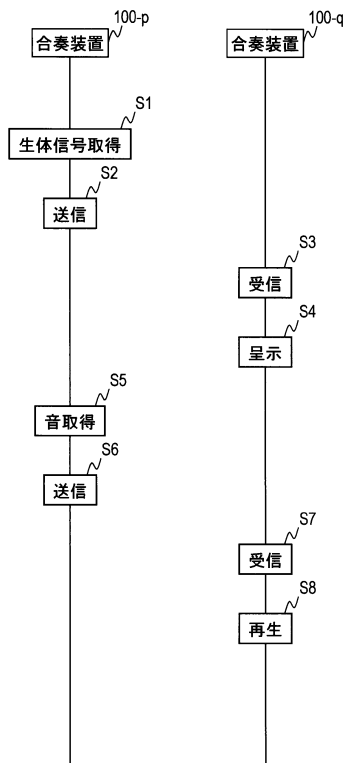 100-p
合奏装置
100-q
合奏装置
S1
生体信号取得
S2
送信
S3
受信
S4
呈示
S5
音取得
S6
送信
S7
受信
S8
再生